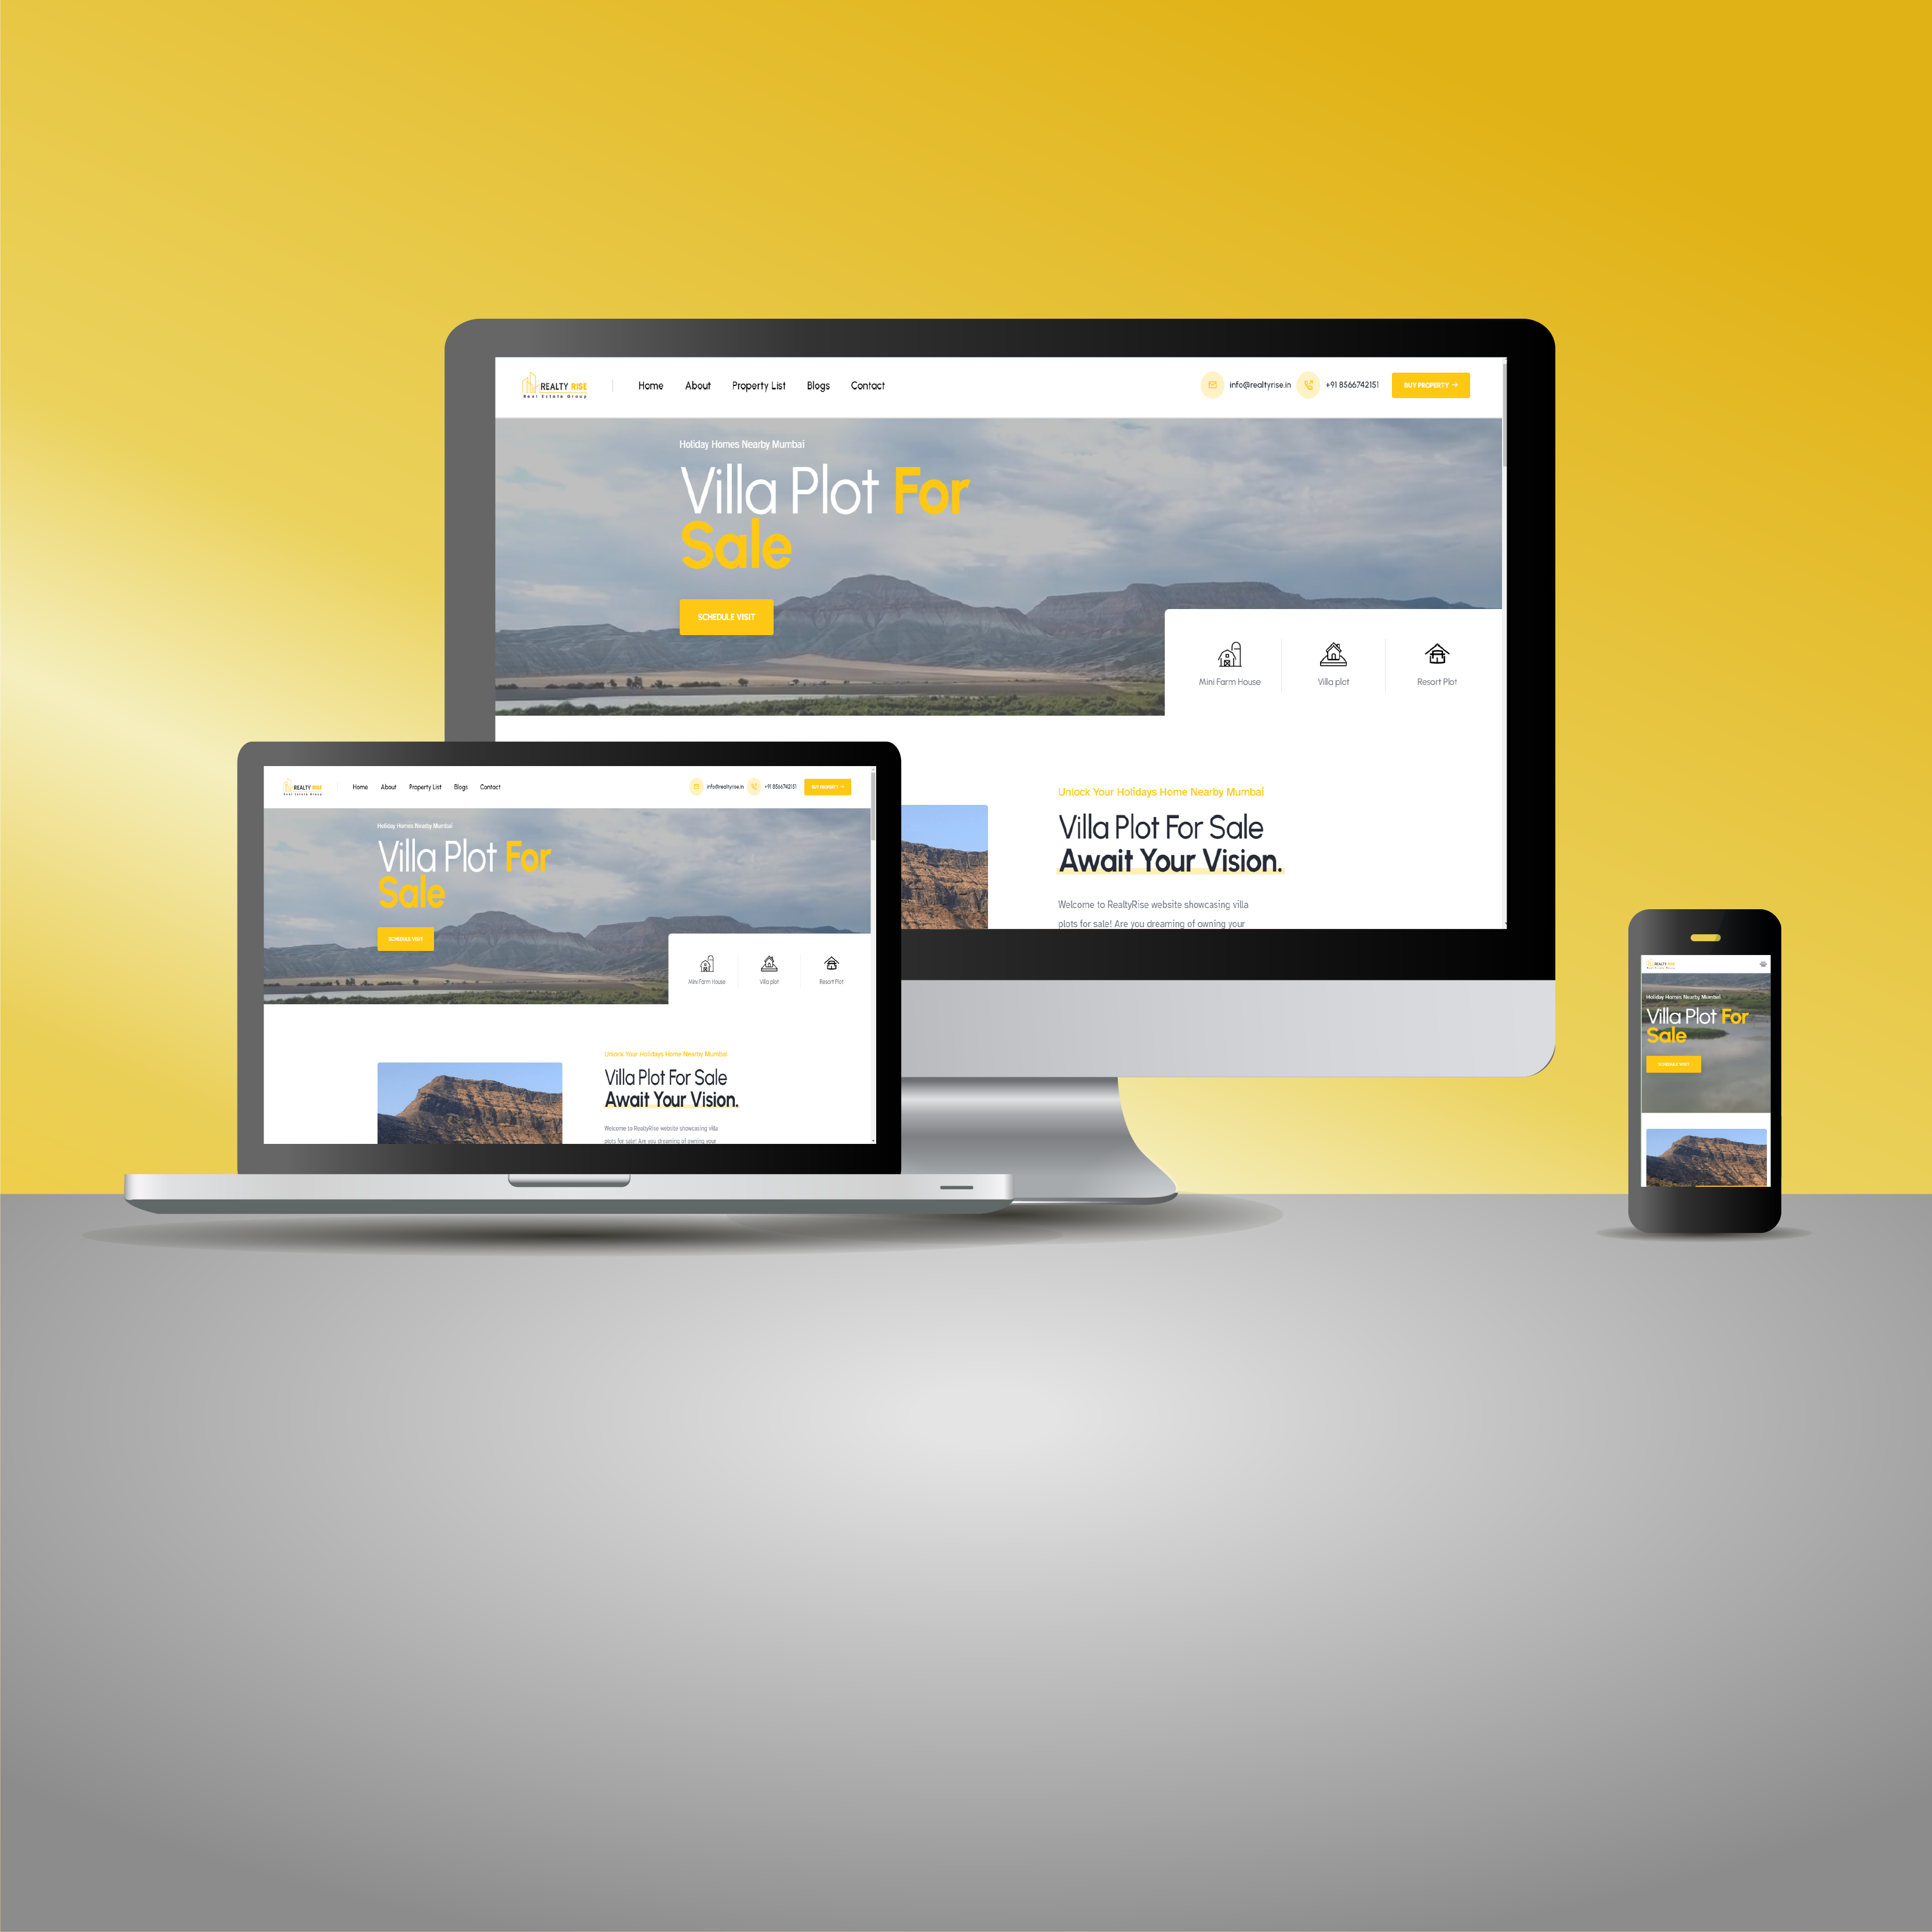 REALTY RISE
Real Estate Group
Home About Property List Blogs Contact
info@realtyrise.in +91 8566742151 BUY PROPERTY →
Holiday Homes Nearby Mumbai
Villa Plot For
Sale
SCHEDULE VISIT
Mini Farm House Villa plot Resort Plot
Unlock Your Holidays Home Nearby Mumbai
Villa Plot For Sale
Await Your Vision.
Welcome to RealtyRise website showcasing villa
plots for sale! Are you dreaming of owning your
REALTY RISE
Real Estate Group
Home About Property List Blogs Contact
info@realtyrise.in +91 8566742151 BUY PROPERTY →
Holiday Homes Nearby Mumbai
Villa Plot For
Sale
SCHEDULE VISIT
Mini Farm House Villa plot Resort Plot
Unlock Your Holidays Home Nearby Mumbai
Villa Plot For Sale
Await Your Vision.
Welcome to RealtyRise website showcasing villa
plots for sale! Are you dreaming of owning your
REALTY RISE
Real Estate Group
Holiday Homes Nearby Mumbai
Villa Plot For
Sale
SCHEDULE VISIT